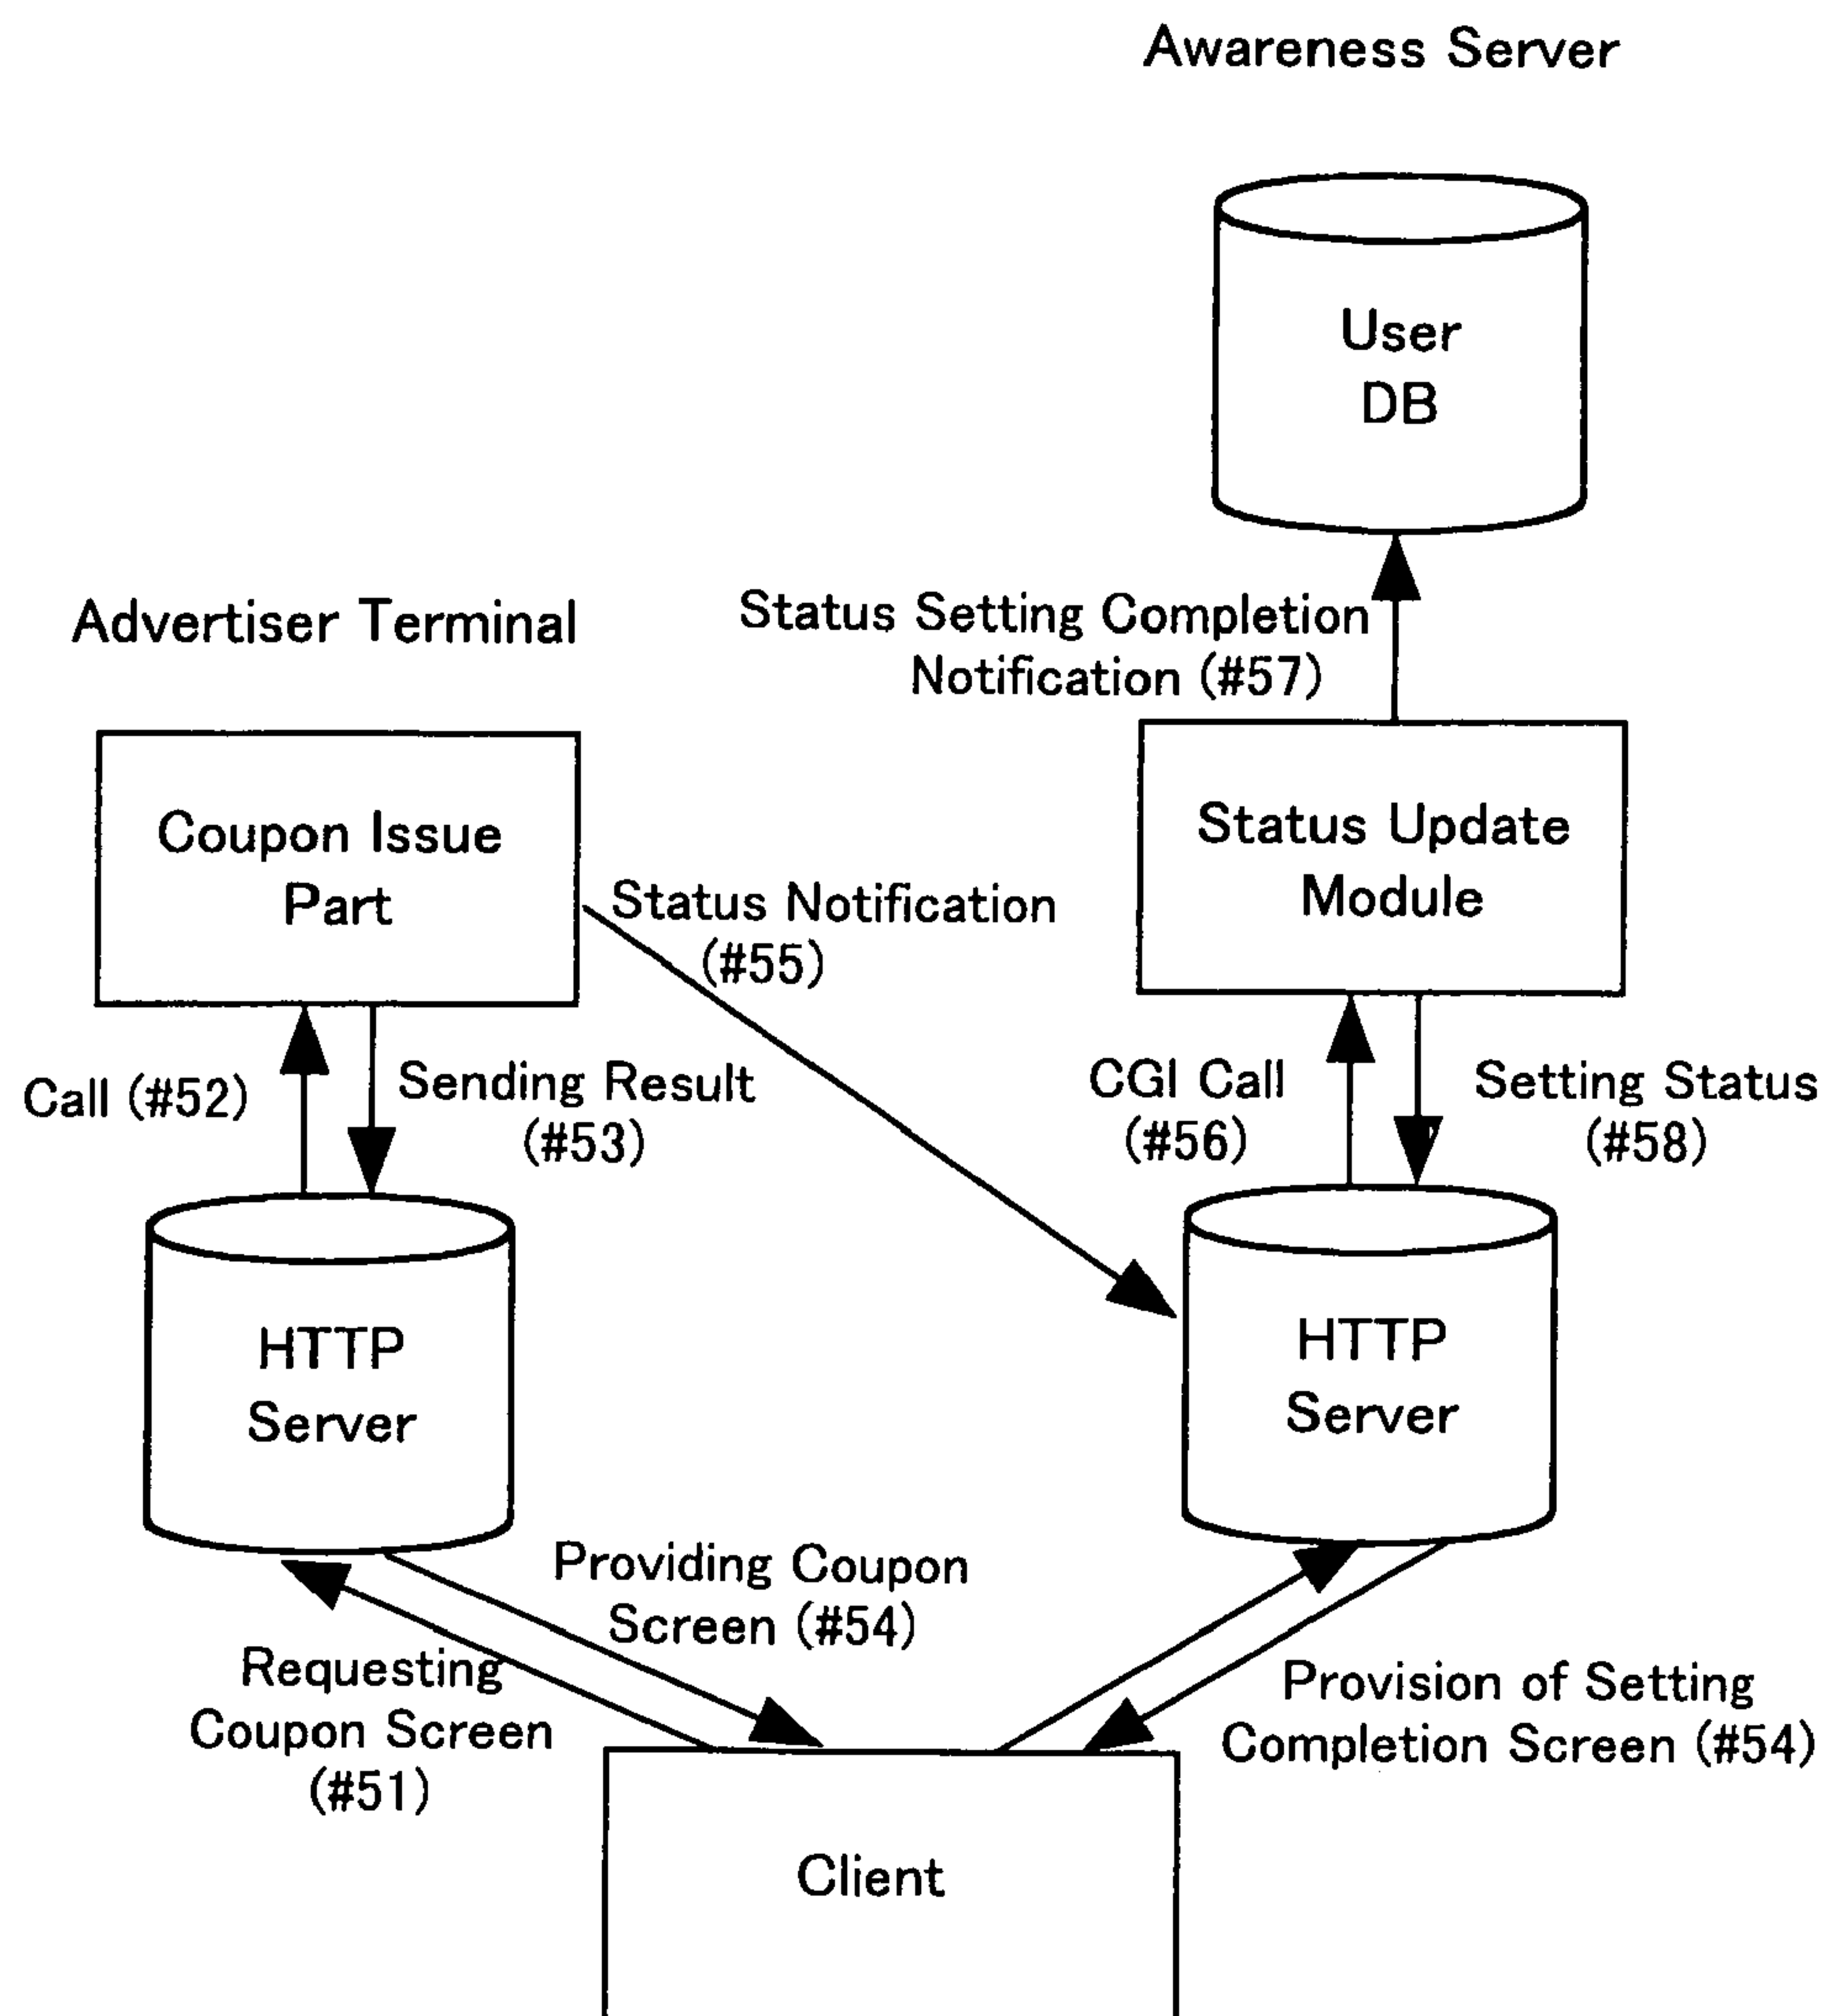 Awareness Server
User
DB
Status Setting Completion
Notification (#57)
Advertiser Terminal
Coupon Issue
Part
Status Update
Module
Status Notification
(#55)
Call (#52)
Sending Result
(#53)
CGI Call
(#56)
Setting Status
(#58)
HTTP
Server
HTTP
Server
Providing Coupon
Screen (#54)
Requesting
Coupon Screen
(#51)
Provision of Setting
Completion Screen (#54)
Client